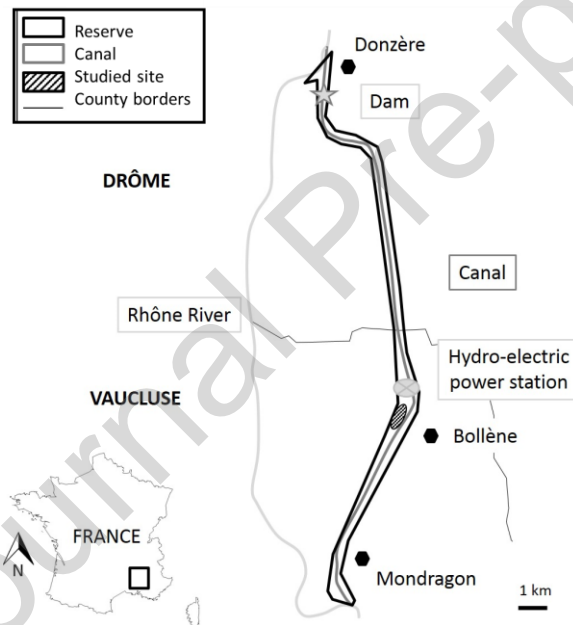 Reserve
Canal
Studied site
County borders
Donzère
Dam
DRÔME
Canal
Rhône River
Hydro-electric
power station
VAUCLUSE
Bollène
FRANCE
N
Mondragon
1 km
Journal Pre-p